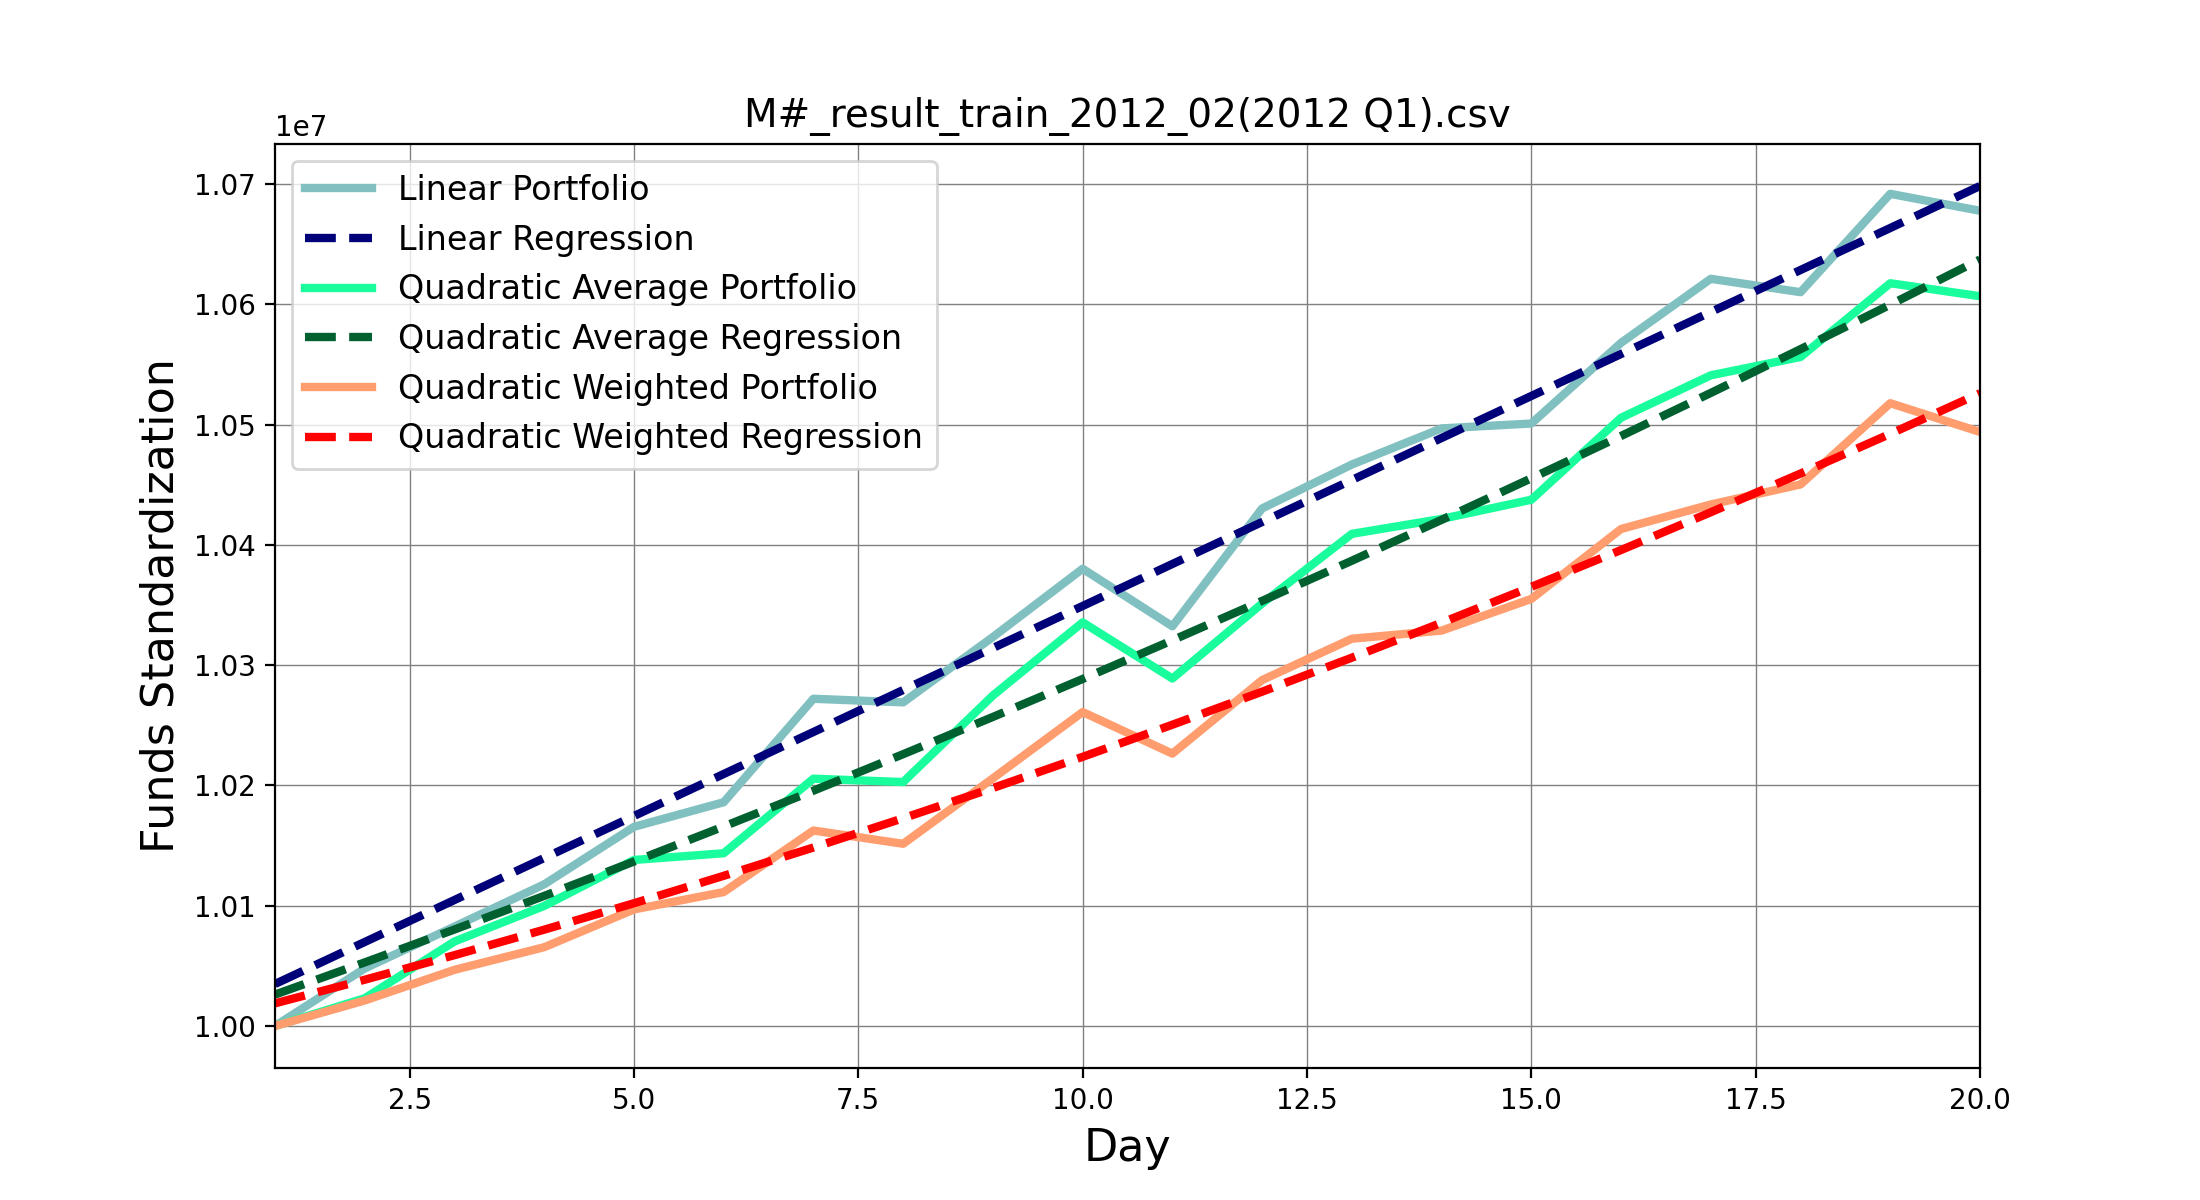 M#_result_train_2012_02(2012 Q1).csv
1e7
1.07
1.06
1.05
1.04
1.03
1.02
1.01
1.00
Funds Standardization
Linear Portfolio
Linear Regression
Quadratic Average Portfolio
Quadratic Average Regression
Quadratic Weighted Portfolio
Quadratic Weighted Regression
2.5 5.0 7.5 10.0 12.5 15.0 17.5 20.0
Day